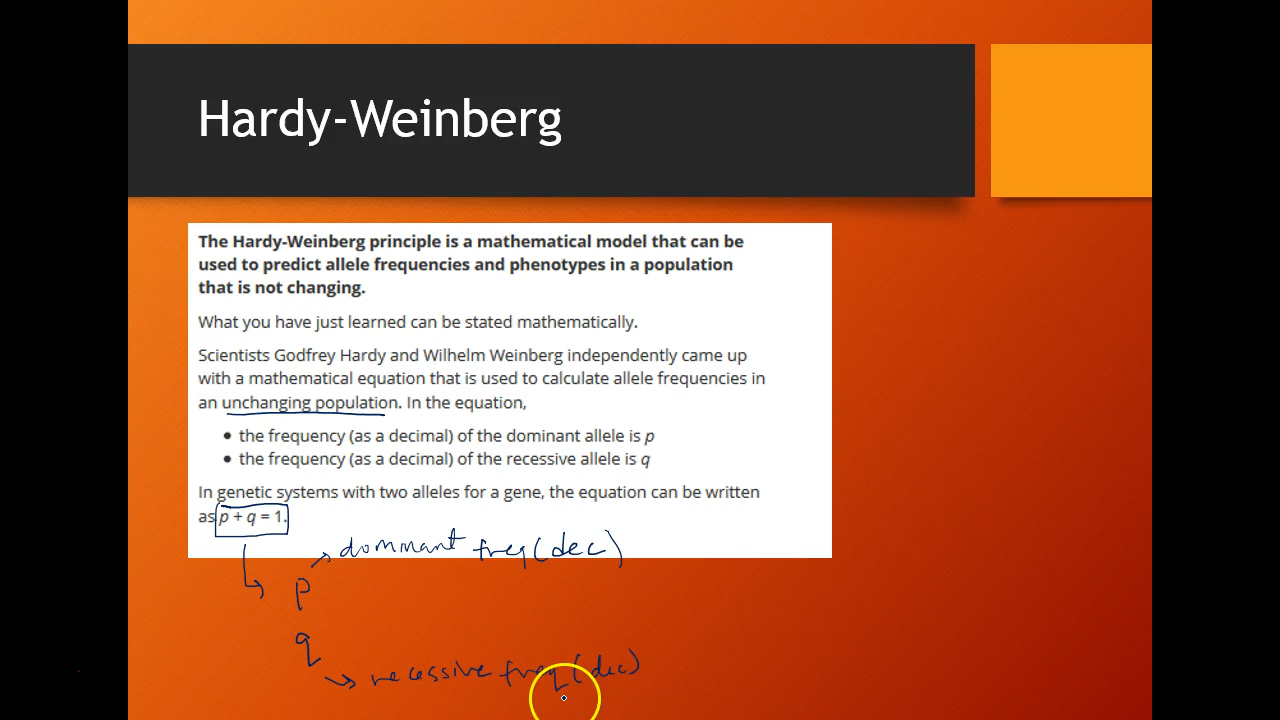 Hardy-Weinberg
The Hardy-Weinberg principle is a mathematical model that can be
used to predict allele frequencies and phenotypes in a population
that is not changing.
What you have just learned can be stated mathematically.
Scientists Godfrey Hardy and Wilhelm Weinberg independently came up
with a mathematical equation that is used to calculate allele frequencies in
an unchanging population. In the equation,
• the frequency (as a decimal) of the dominant allele is p
• the frequency (as a decimal) of the recessive allele is q
In genetic systems with two alleles for a gene, the equation can be written
as p + q = 1.
dominant freq (dec)
p
q
recessive freq (dec)